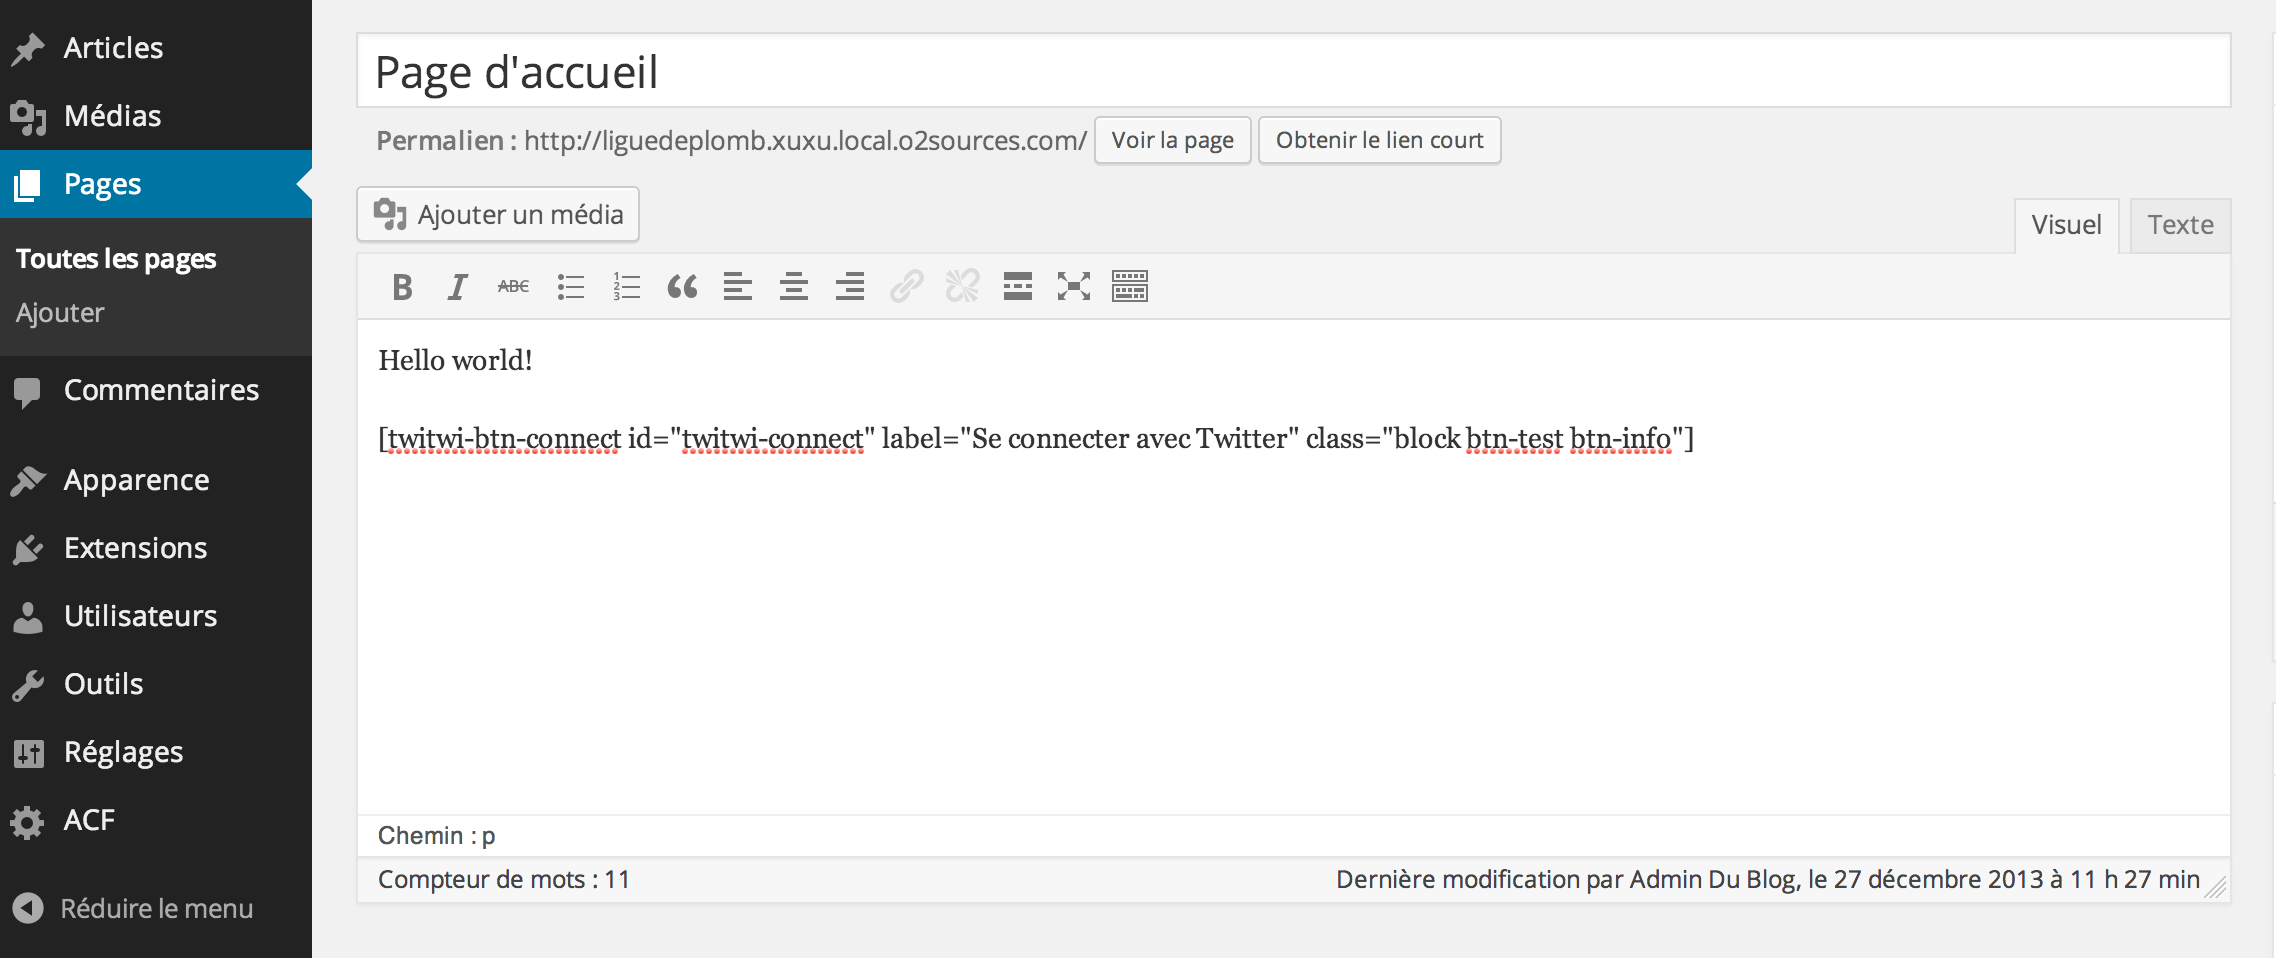 Articles
Médias
Pages
Toutes les pages
Ajouter
Commentaires
Apparence
Extensions
Utilisateurs
Outils
Réglages
ACF
Réduire le menu
Page d'accueil
Permalien : http://liguedeplomb.xuxu.local.o2sources.com/ Voir la page Obtenir le lien court
Ajouter un média
Visuel Texte
B I ABC
Hello world!
[twitwi-btn-connect id="twitwi-connect" label="Se connecter avec Twitter" class="block btn-test btn-info"]
Chemin : p
Compteur de mots : 11 Dernière modification par Admin Du Blog, le 27 décembre 2013 à 11 h 27 min